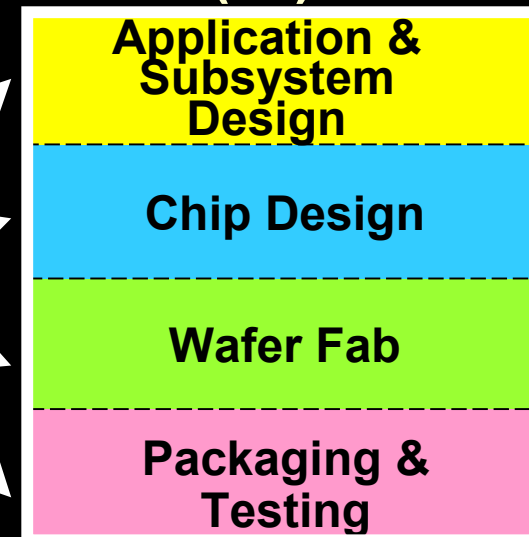 Application &
Subsystem
Design
Chip Design
Wafer Fab
Packaging &
Testing